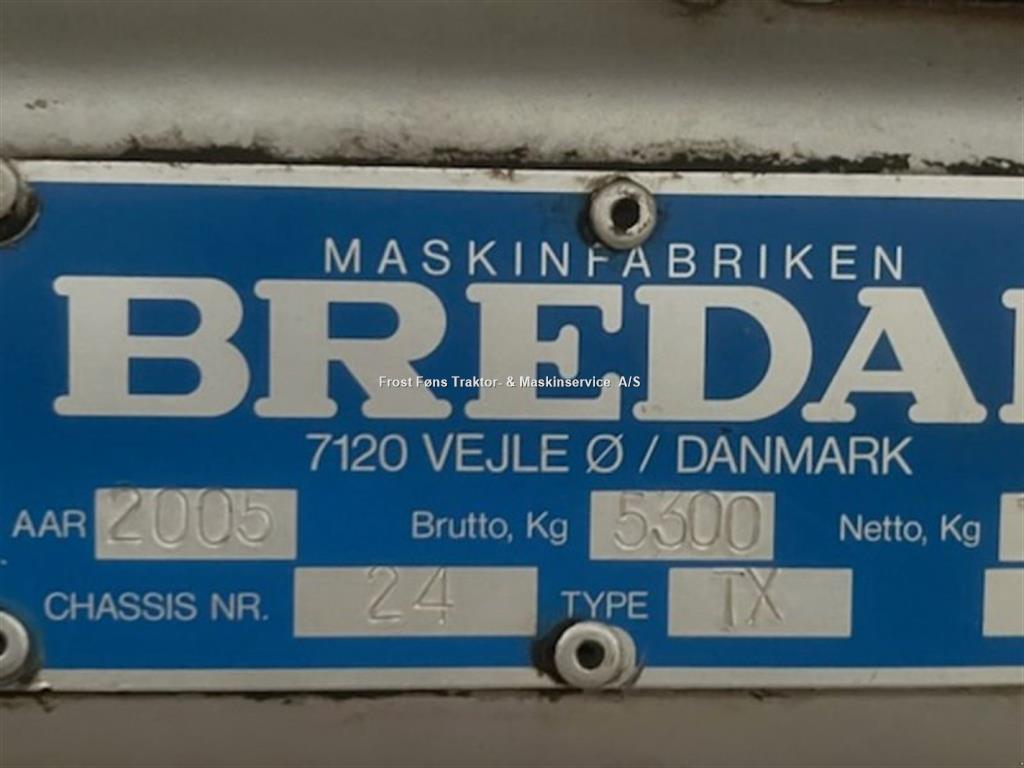 MASKINFABRIKEN
BREDAL
Frost Føns Traktor- & Maskinservice A/S
7120 VEJLE Ø / DANMARK
AAR 2005 Brutto, Kg 5300 Netto, Kg
CHASSIS NR. 24 TYPE TX